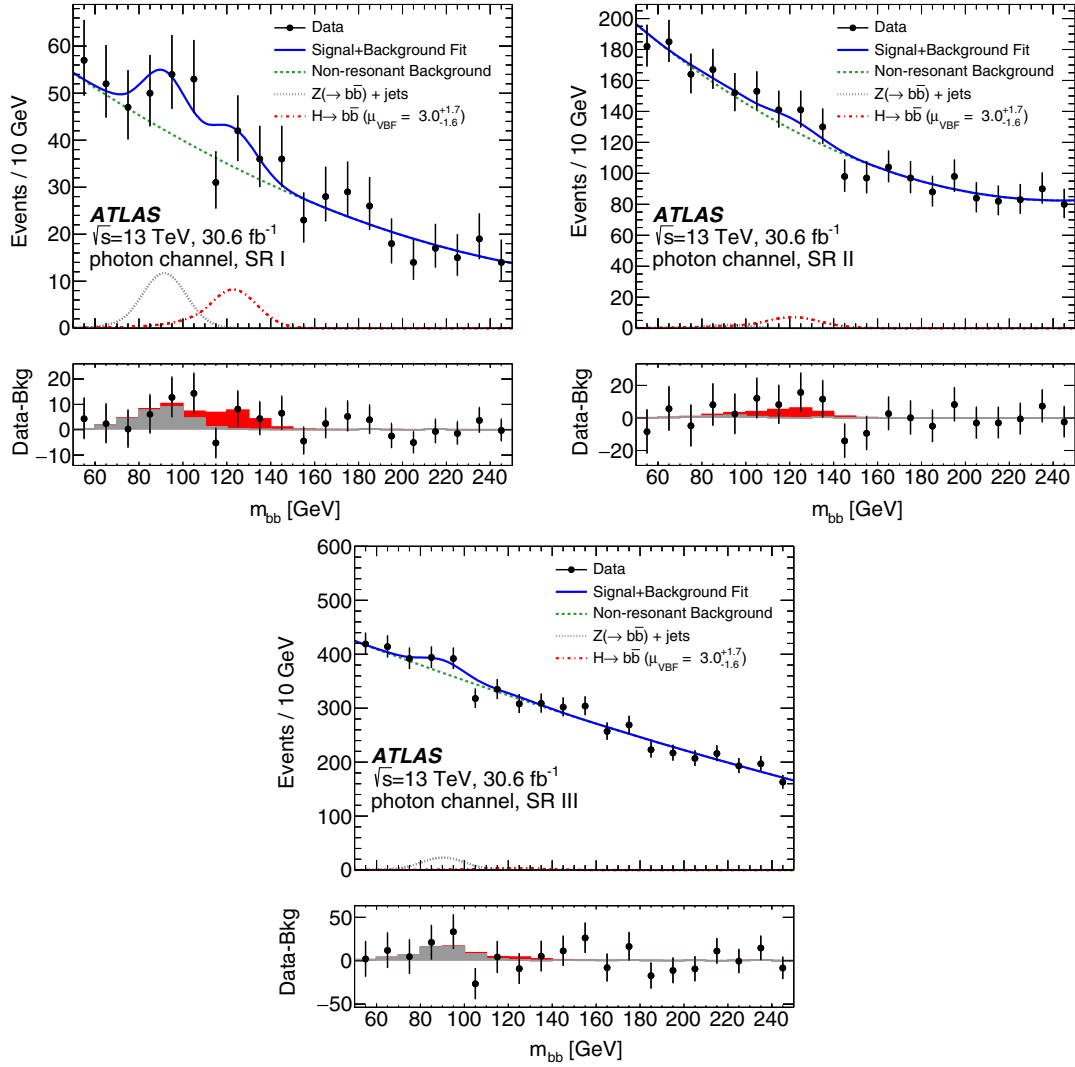 Events / 10 GeV
60
50
40
30
20
10
0
Data
Signal+Background Fit
Non-resonant Background
Z(→ bb̅) + jets
H→ bb̅ (μ_VBF = 3.0 +1.7 -1.6)
ATLAS
√s=13 TeV, 30.6 fb⁻¹
photon channel, SR I
Data-Bkg
10
0
−10
60 80 100 120 140 160 180 200 220 240
m_bb [GeV]
Events / 10 GeV
200
180
160
140
120
100
80
60
40
20
0
Data
Signal+Background Fit
Non-resonant Background
Z(→ bb̅) + jets
H→ bb̅ (μ_VBF = 3.0 +1.7 -1.6)
ATLAS
√s=13 TeV, 30.6 fb⁻¹
photon channel, SR II
Data-Bkg
20
0
−20
60 80 100 120 140 160 180 200 220 240
m_bb [GeV]
Events / 10 GeV
600
500
400
300
200
100
0
Data
Signal+Background Fit
Non-resonant Background
Z(→ bb̅) + jets
H→ bb̅ (μ_VBF = 3.0 +1.7 -1.6)
ATLAS
√s=13 TeV, 30.6 fb⁻¹
photon channel, SR III
Data-Bkg
50
0
−50
60 80 100 120 140 160 180 200 220 240
m_bb [GeV]